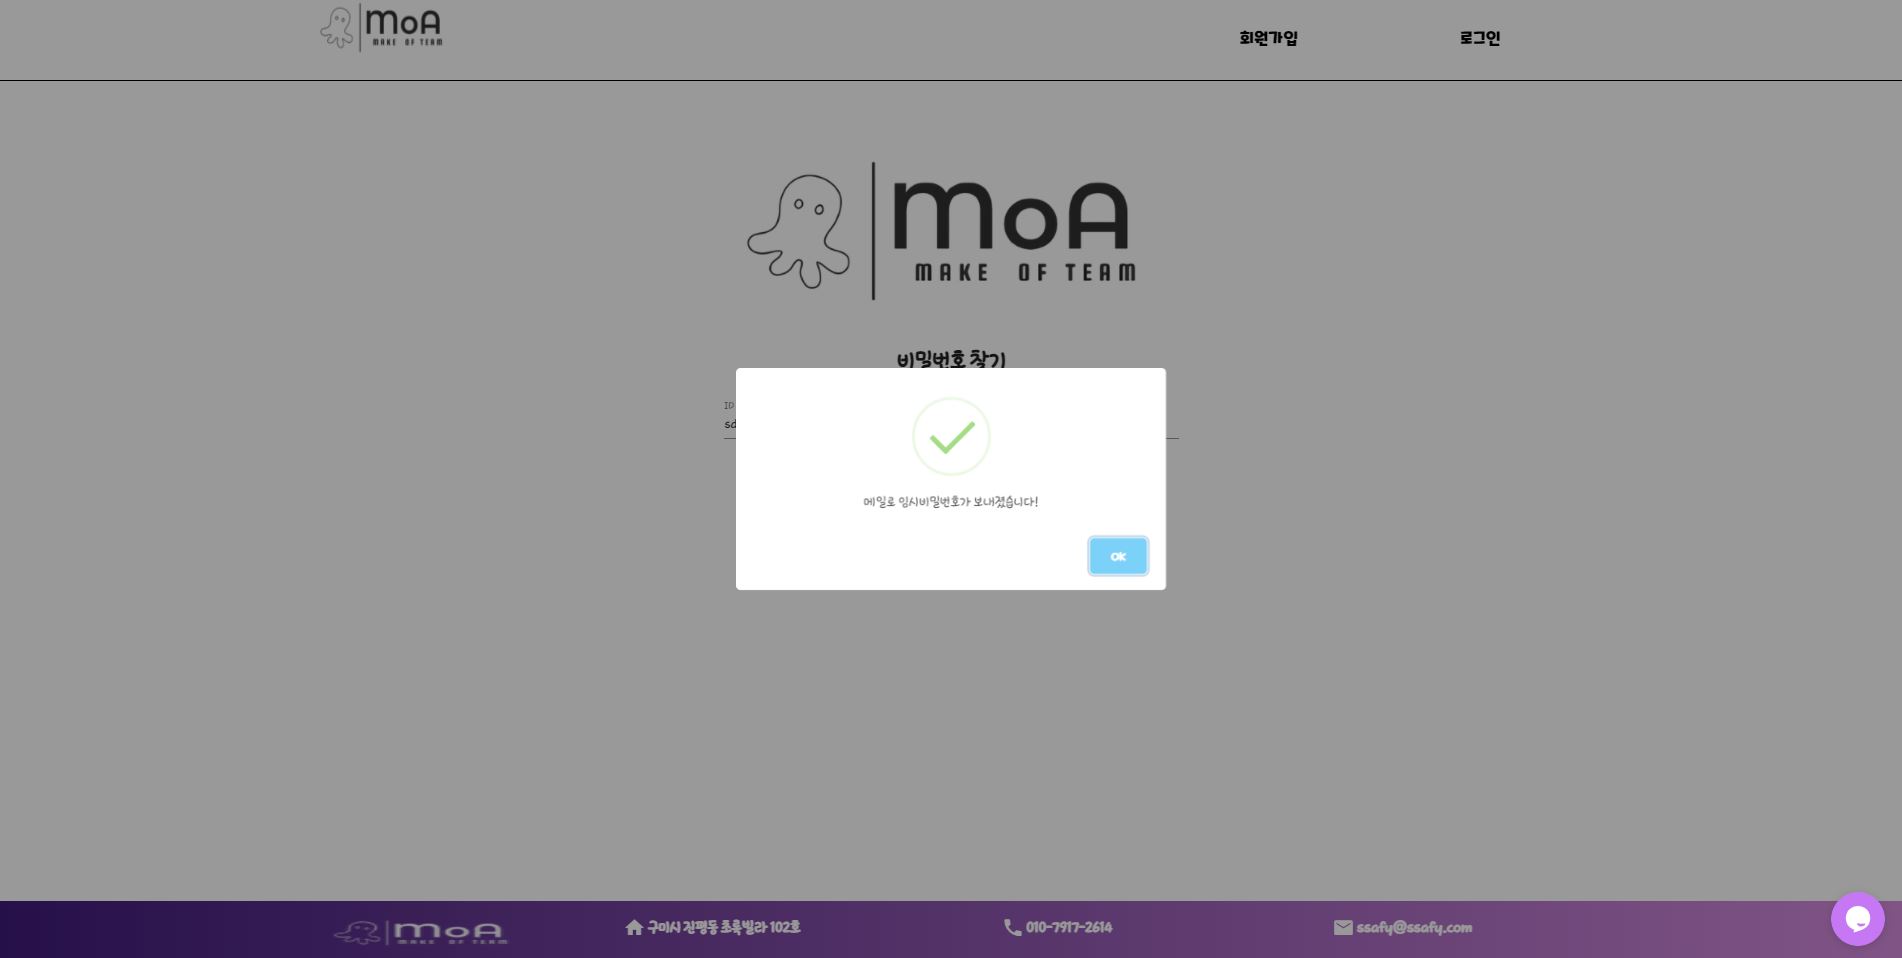 MoA
MAKE OF TEAM
회원가입
로그인
MoA
MAKE OF TEAM
비밀번호 찾기
ID
메일로 임시비밀번호가 보내졌습니다!
OK
MoA
MAKE OF TEAM
구미시 진평동 초록빌라 102호
010-7917-2614
ssafy@ssafy.com